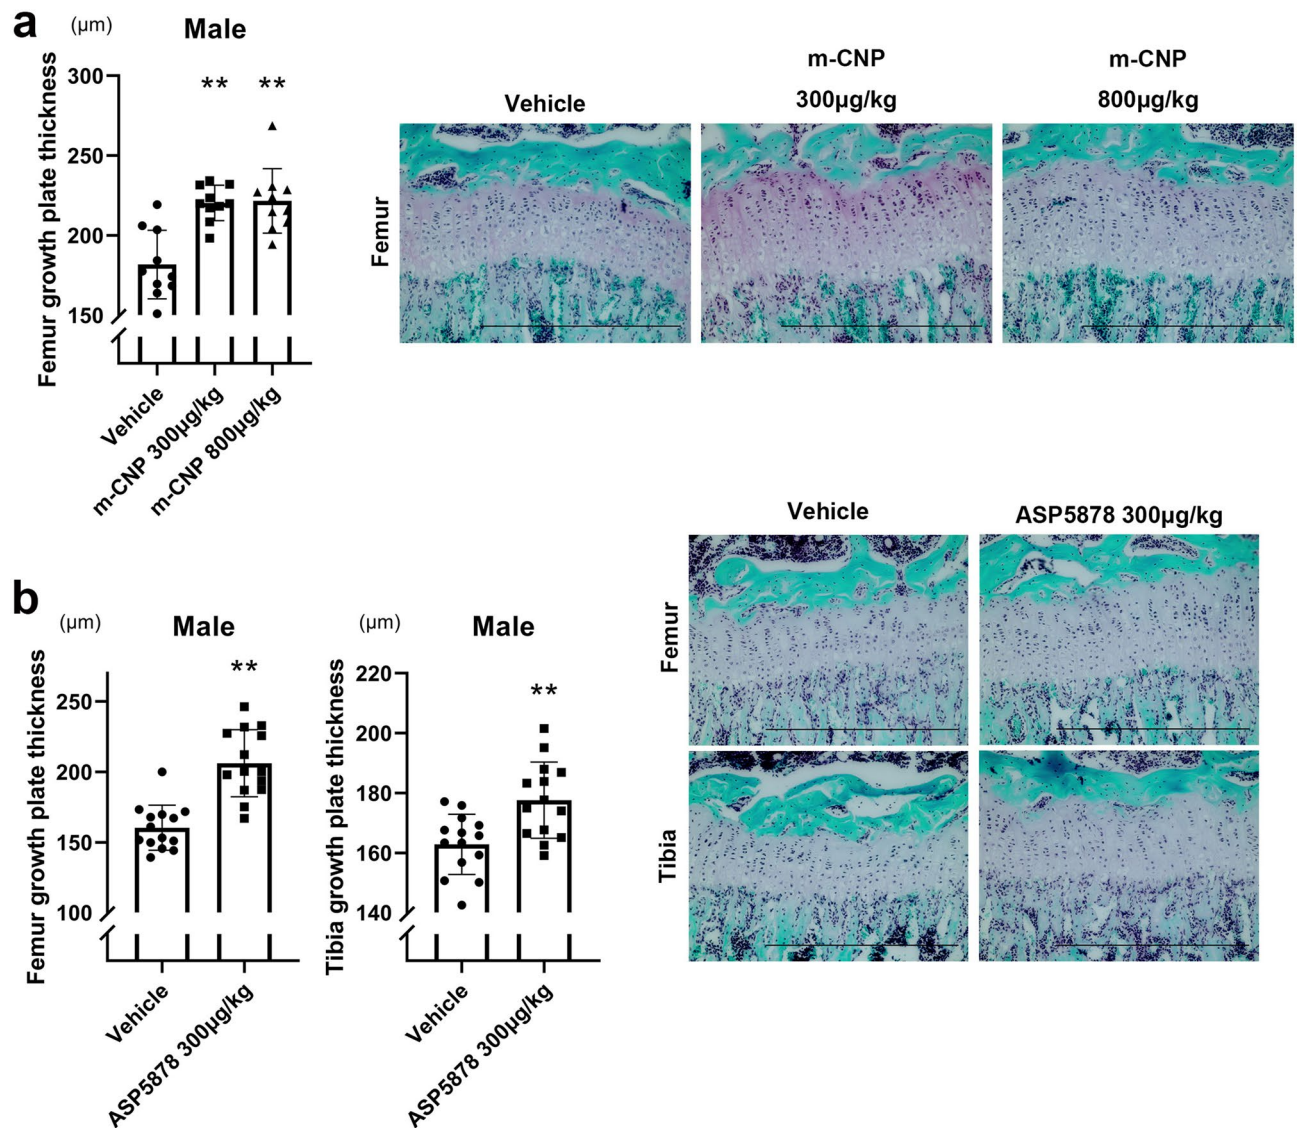 a
(μm)
Male
Femur growth plate thickness
300
250
200
150
**
**
Vehicle
m-CNP 300μg/kg
m-CNP 800μg/kg
Vehicle
m-CNP
300μg/kg
m-CNP
800μg/kg
Femur
b
(μm)
Male
Femur growth plate thickness
250
200
150
100
**
Vehicle
ASP5878 300μg/kg
(μm)
Male
Tibia growth plate thickness
220
200
180
160
140
**
Vehicle
ASP5878 300μg/kg
Vehicle
ASP5878 300μg/kg
Femur
Tibia